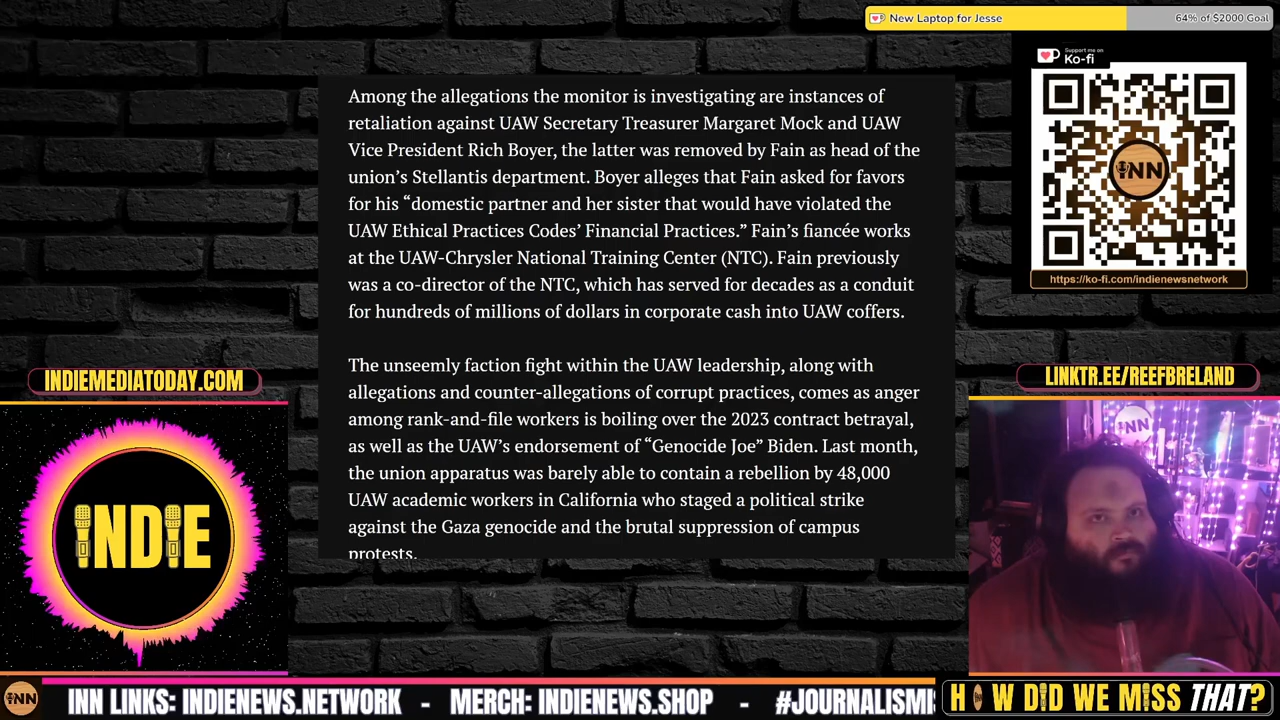 New Laptop for Jesse
64% of $2000 Goal
Support me on
Ko-fi
INN
https://ko-fi.com/indienewsnetwork
Among the allegations the monitor is investigating are instances of
retaliation against UAW Secretary Treasurer Margaret Mock and UAW
Vice President Rich Boyer, the latter was removed by Fain as head of the
union’s Stellantis department. Boyer alleges that Fain asked for favors
for his “domestic partner and her sister that would have violated the
UAW Ethical Practices Codes’ Financial Practices.” Fain’s fiancée works
at the UAW-Chrysler National Training Center (NTC). Fain previously
was a co-director of the NTC, which has served for decades as a conduit
for hundreds of millions of dollars in corporate cash into UAW coffers.
The unseemly faction fight within the UAW leadership, along with
allegations and counter-allegations of corrupt practices, comes as anger
among rank-and-file workers is boiling over the 2023 contract betrayal,
as well as the UAW’s endorsement of “Genocide Joe” Biden. Last month,
the union apparatus was barely able to contain a rebellion by 48,000
UAW academic workers in California who staged a political strike
against the Gaza genocide and the brutal suppression of campus
protests.
INDIEMEDIATODAY.COM
INDIE
LINKTR.EE/REEFBRELAND
INN
INN
INN LINKS: INDIENEWS.NETWORK - MERCH: INDIENEWS.SHOP - #JOURNALISMIS
HOW DID WE MISS THAT?